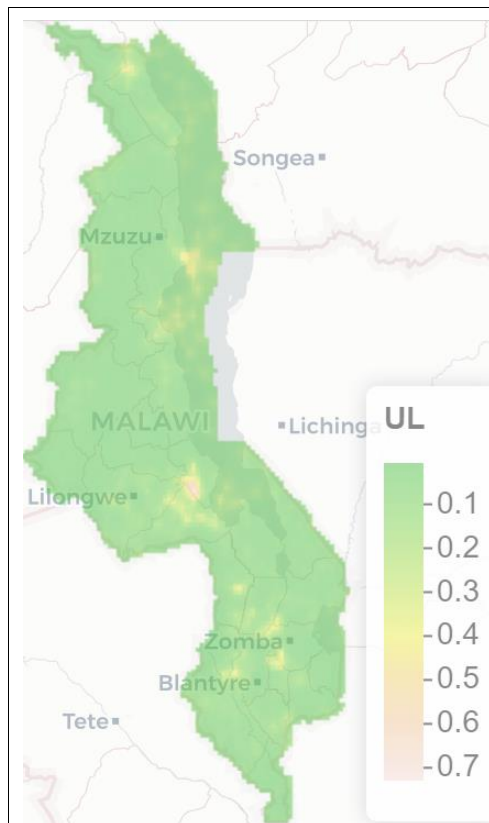 Songea
Mzuzu
MALAWI
Lichinga
UL
Lilongwe
0.1
0.2
0.3
0.4
Zomba
0.5
Blantyre
0.6
Tete
0.7